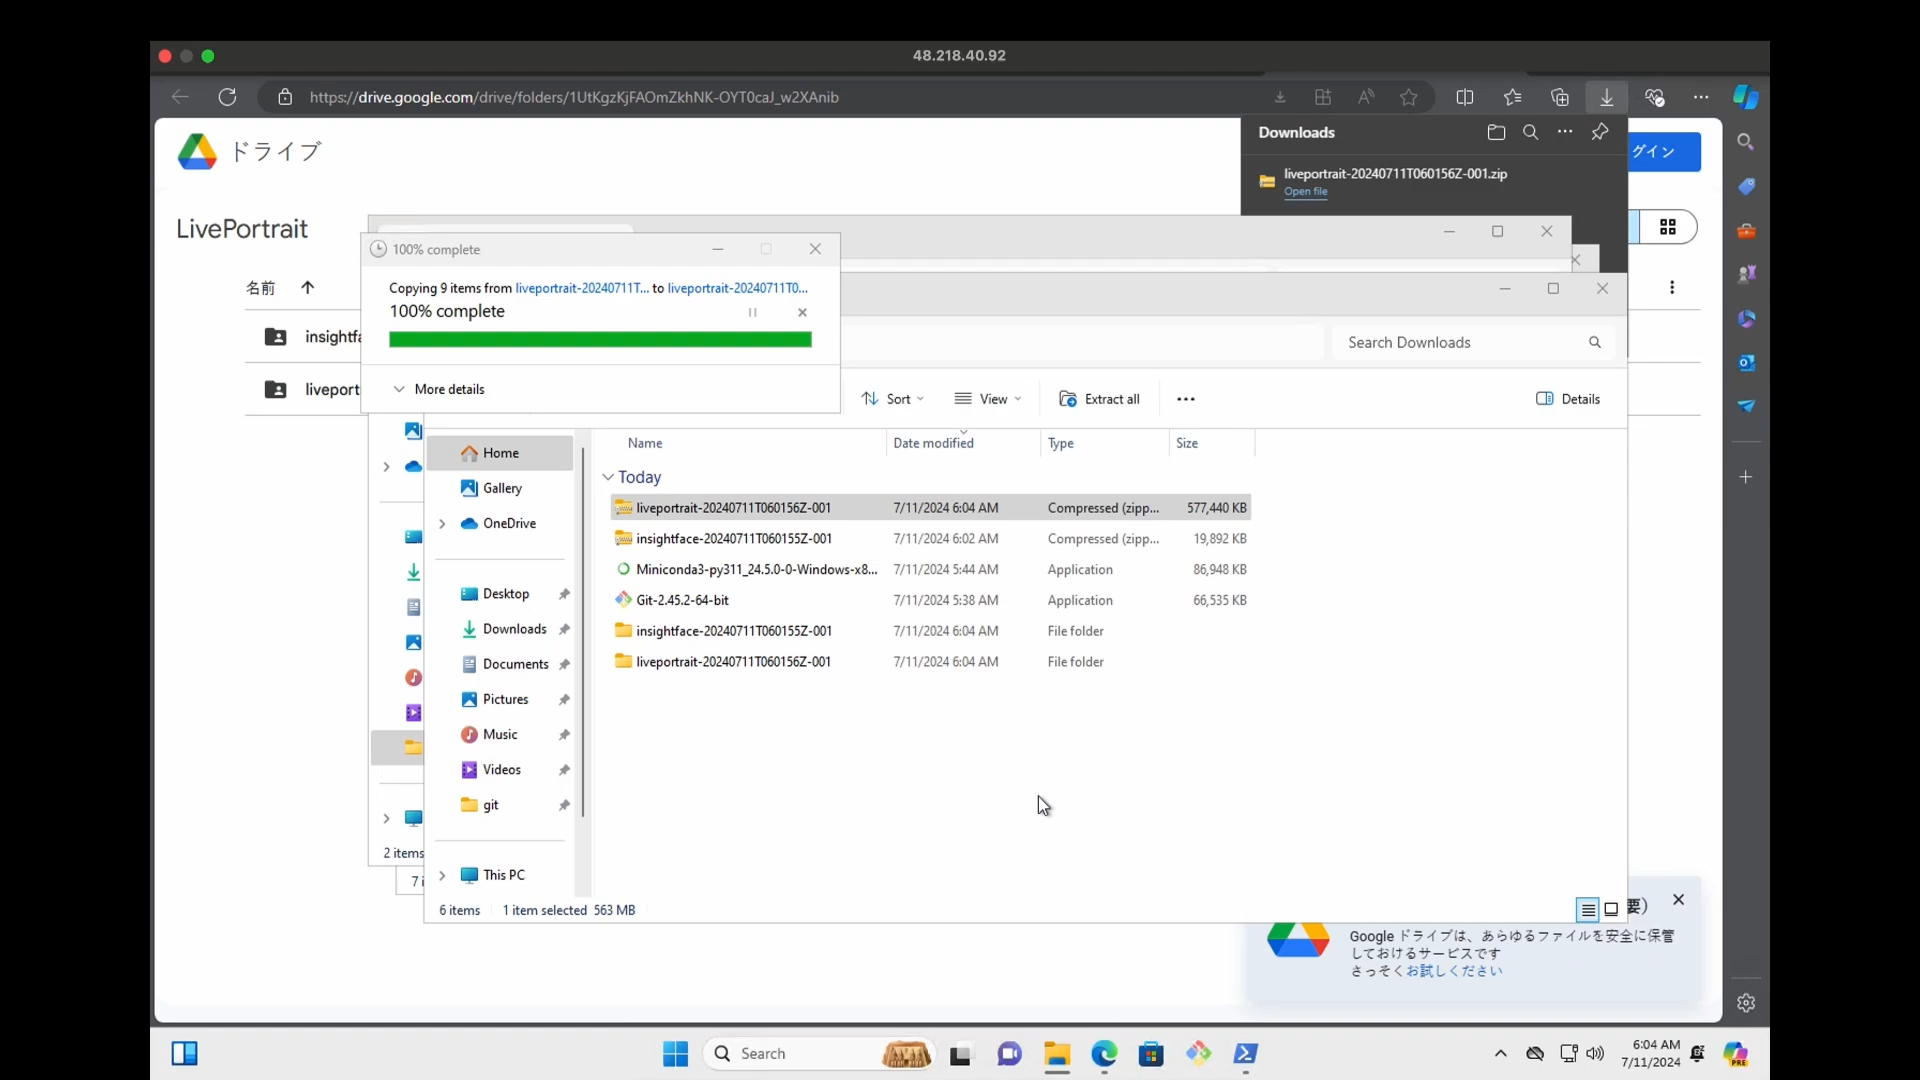 48.218.40.92
https://drive.google.com/drive/folders/1UtKgzKjFAOmZkhNK-OYT0caJ_w2XAnib
ドライブ
Downloads
liveportrait-20240711T060156Z-001.zip
Open file
グイン
LivePortrait
100% complete
Copying 9 items from liveportrait-20240711T... to liveportrait-20240711T0...
100% complete
More details
名前
insightfa
liveport
Search Downloads
Sort
View
Extract all
Details
Home
Gallery
OneDrive
Desktop
Downloads
Documents
Pictures
Music
Videos
git
This PC
Name Date modified Type Size
Today
liveportrait-20240711T060156Z-001 7/11/2024 6:04 AM Compressed (zipp... 577,440 KB
insightface-20240711T060155Z-001 7/11/2024 6:02 AM Compressed (zipp... 19,892 KB
Miniconda3-py311_24.5.0-0-Windows-x8... 7/11/2024 5:44 AM Application 86,948 KB
Git-2.45.2-64-bit 7/11/2024 5:38 AM Application 66,535 KB
insightface-20240711T060155Z-001 7/11/2024 6:04 AM File folder
liveportrait-20240711T060156Z-001 7/11/2024 6:04 AM File folder
2 items
7 i
6 items 1 item selected 563 MB
要)
Google ドライブは、あらゆるファイルを安全に保管
しておけるサービスです
さっそくお試しください
Search
6:04 AM
7/11/2024
PRE